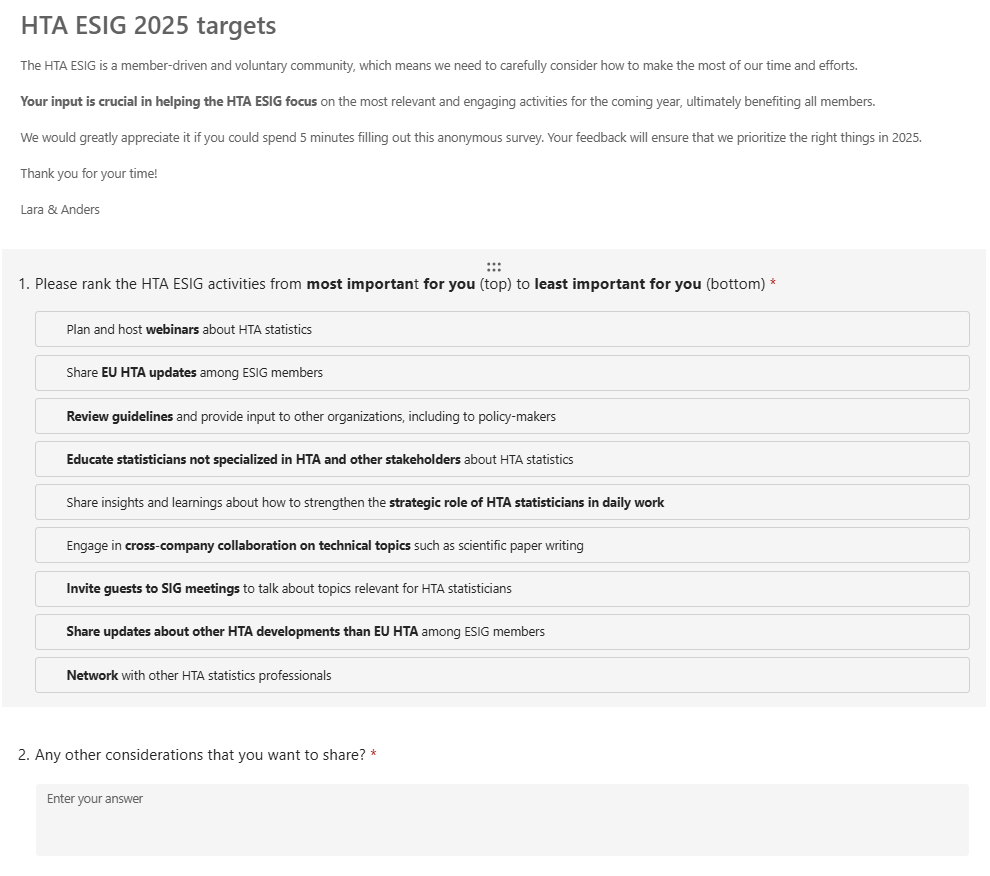 HTA ESIG 2025 targets
The HTA ESIG is a member-driven and voluntary community, which means we need to carefully consider how to make the most of our time and efforts.
Your input is crucial in helping the HTA ESIG focus on the most relevant and engaging activities for the coming year, ultimately benefiting all members.
We would greatly appreciate it if you could spend 5 minutes filling out this anonymous survey. Your feedback will ensure that we prioritize the right things in 2025.
Thank you for your time!
Lara & Anders
1. Please rank the HTA ESIG activities from most important for you (top) to least important for you (bottom) *
Plan and host webinars about HTA statistics
Share EU HTA updates among ESIG members
Review guidelines and provide input to other organizations, including to policy-makers
Educate statisticians not specialized in HTA and other stakeholders about HTA statistics
Share insights and learnings about how to strengthen the strategic role of HTA statisticians in daily work
Engage in cross-company collaboration on technical topics such as scientific paper writing
Invite guests to SIG meetings to talk about topics relevant for HTA statisticians
Share updates about other HTA developments than EU HTA among ESIG members
Network with other HTA statistics professionals
2. Any other considerations that you want to share? *
Enter your answer